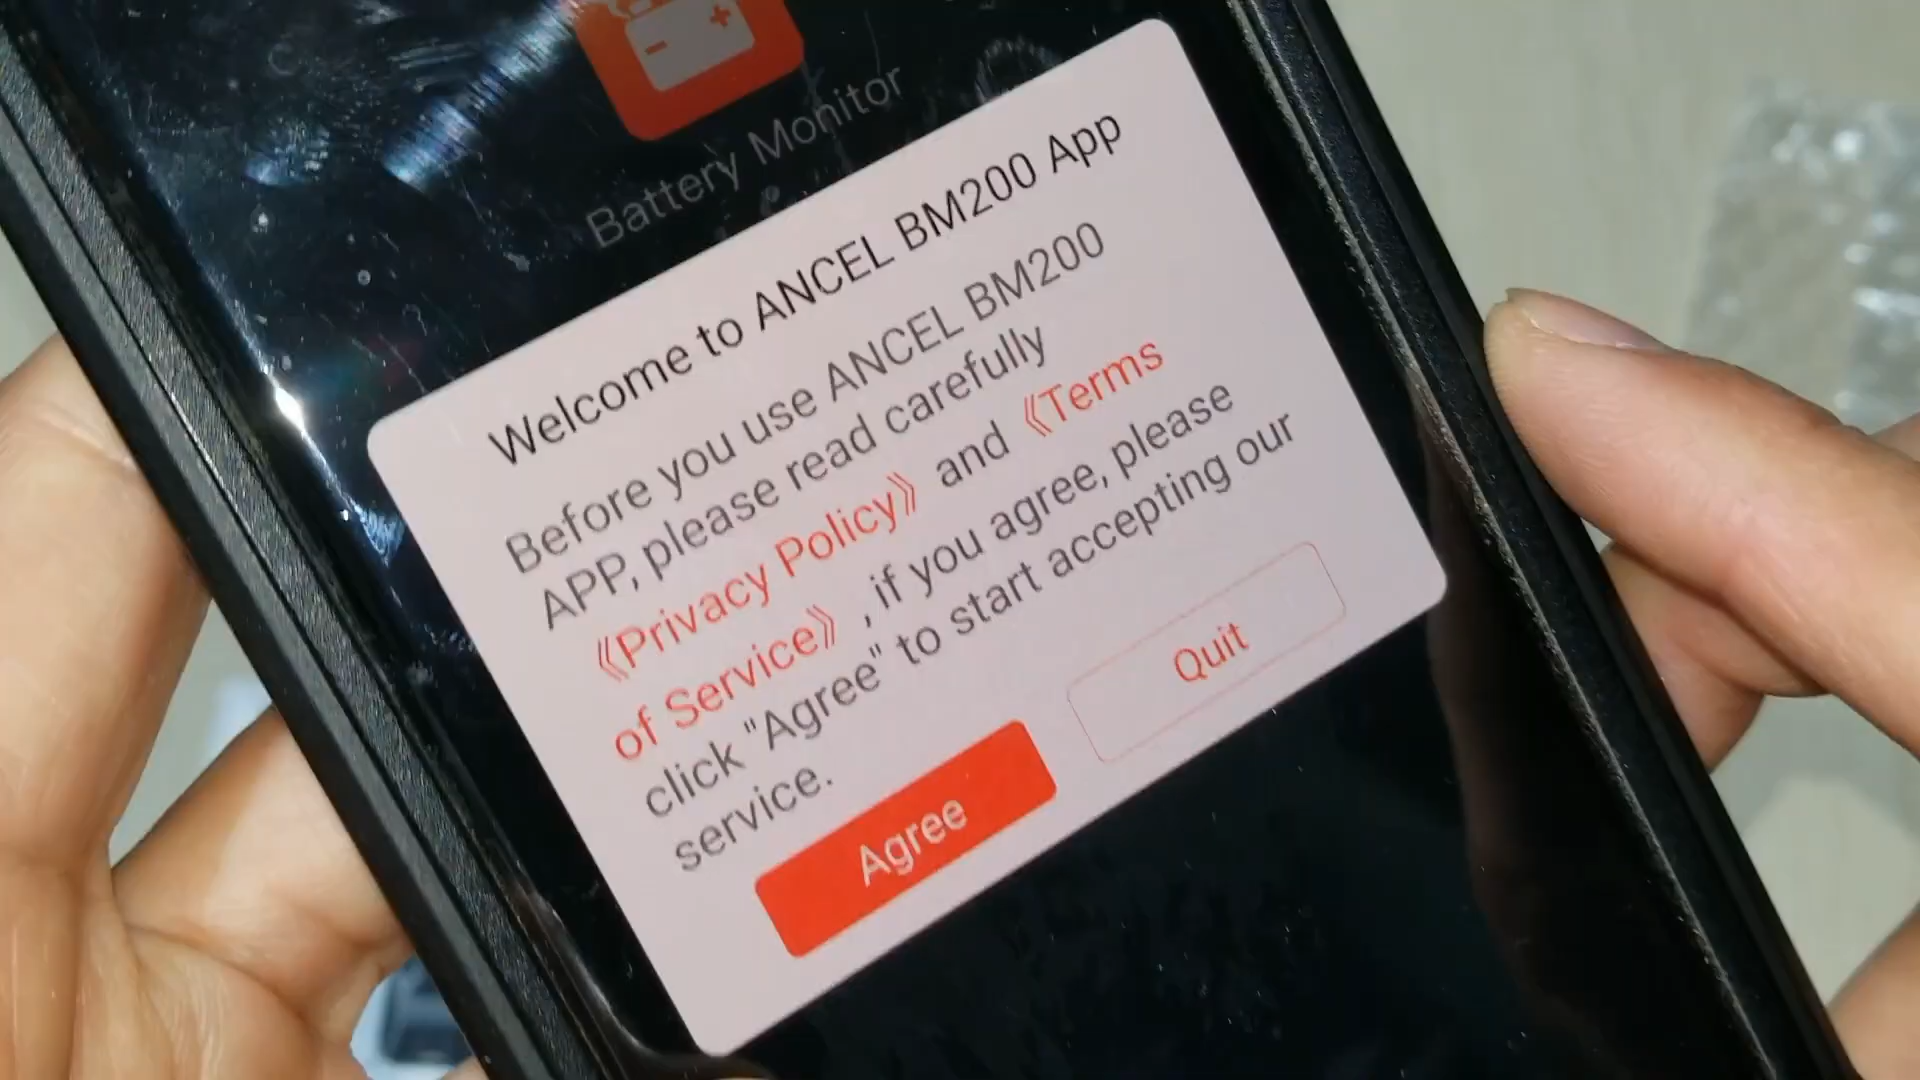 Battery Monitor
Welcome to ANCEL BM200 App
Before you use ANCEL BM200
APP, please read carefully
《Privacy Policy》 and 《Terms
of Service》 , if you agree, please
click "Agree" to start accepting our
service.
Agree
Quit